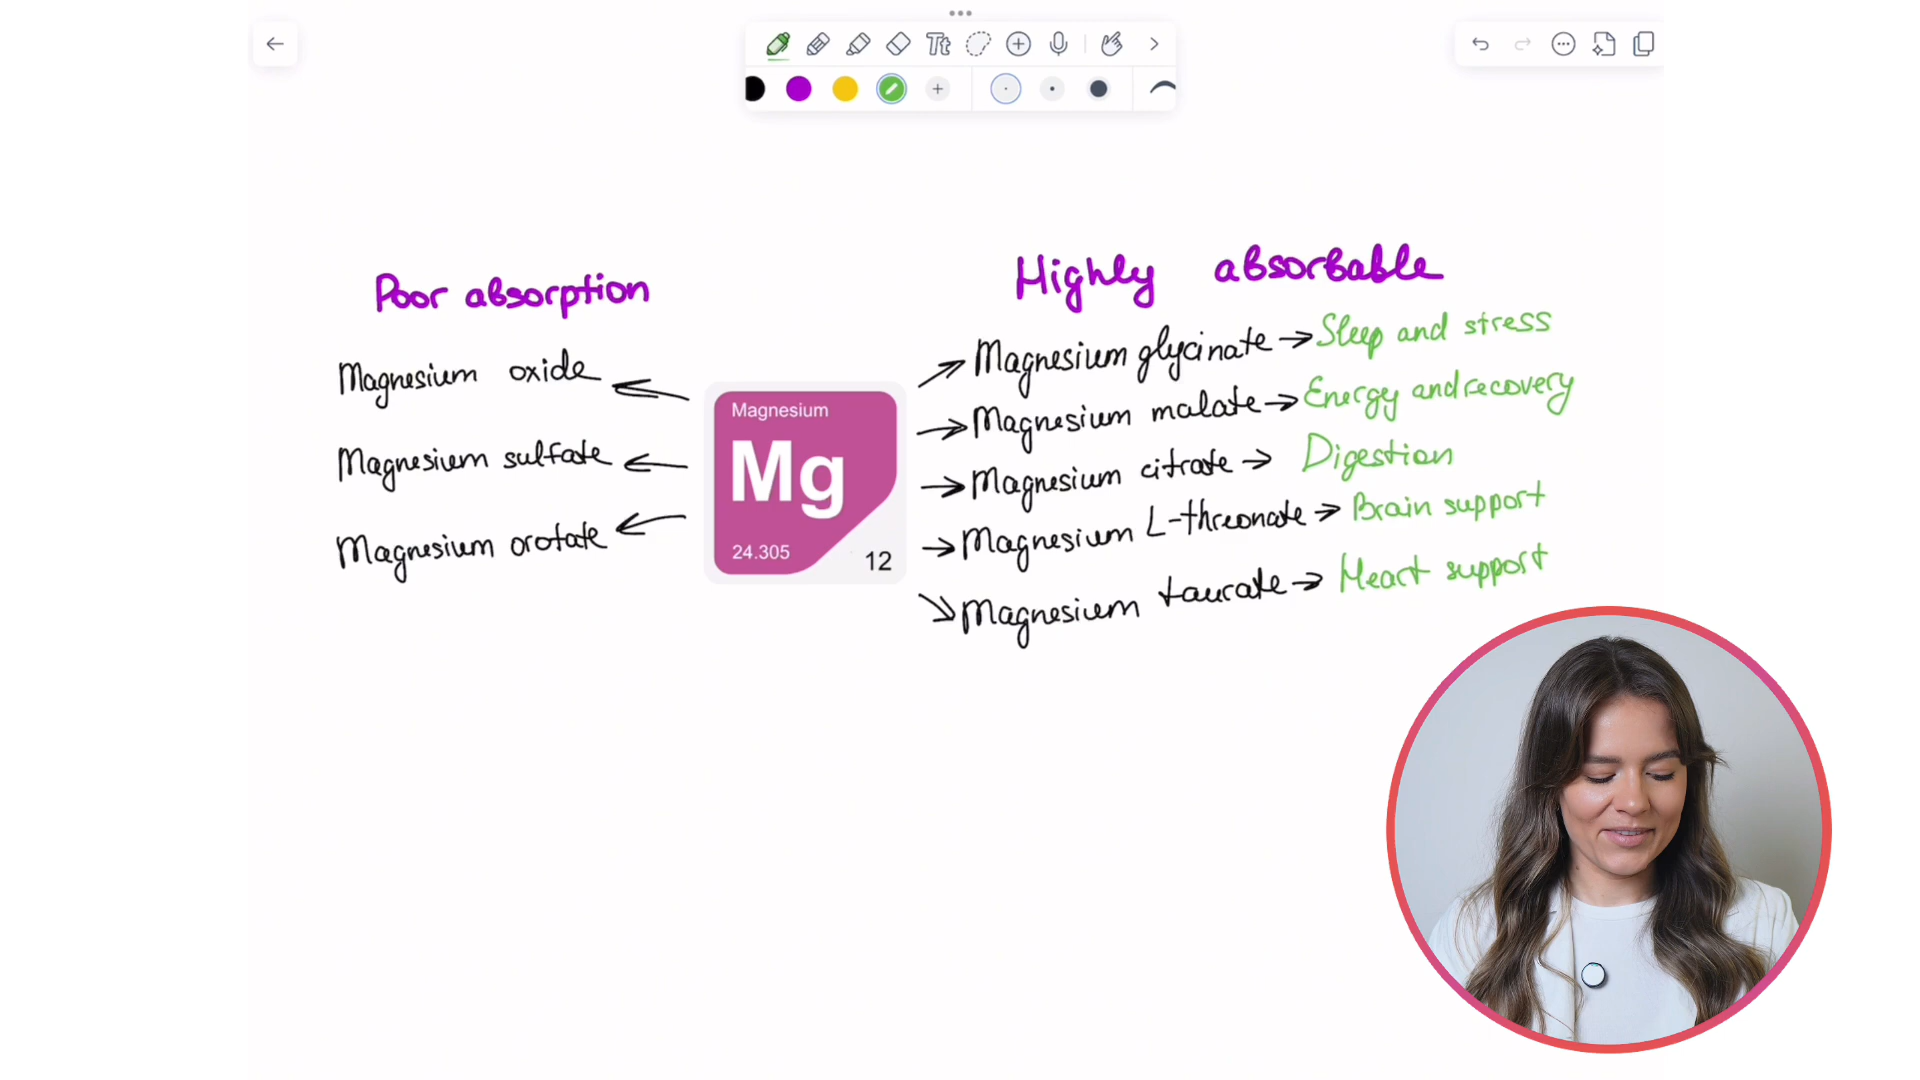 Tt
Poor absorption
Magnesium oxide
Magnesium sulfate
Magnesium orotate
Magnesium
Mg
24.305
12
Highly absorbable
Magnesium glycinate → Sleep and stress
Magnesium malate → Energy and recovery
Magnesium citrate → Digestion
Magnesium L-threonate → Brain support
Magnesium taurate → Heart support